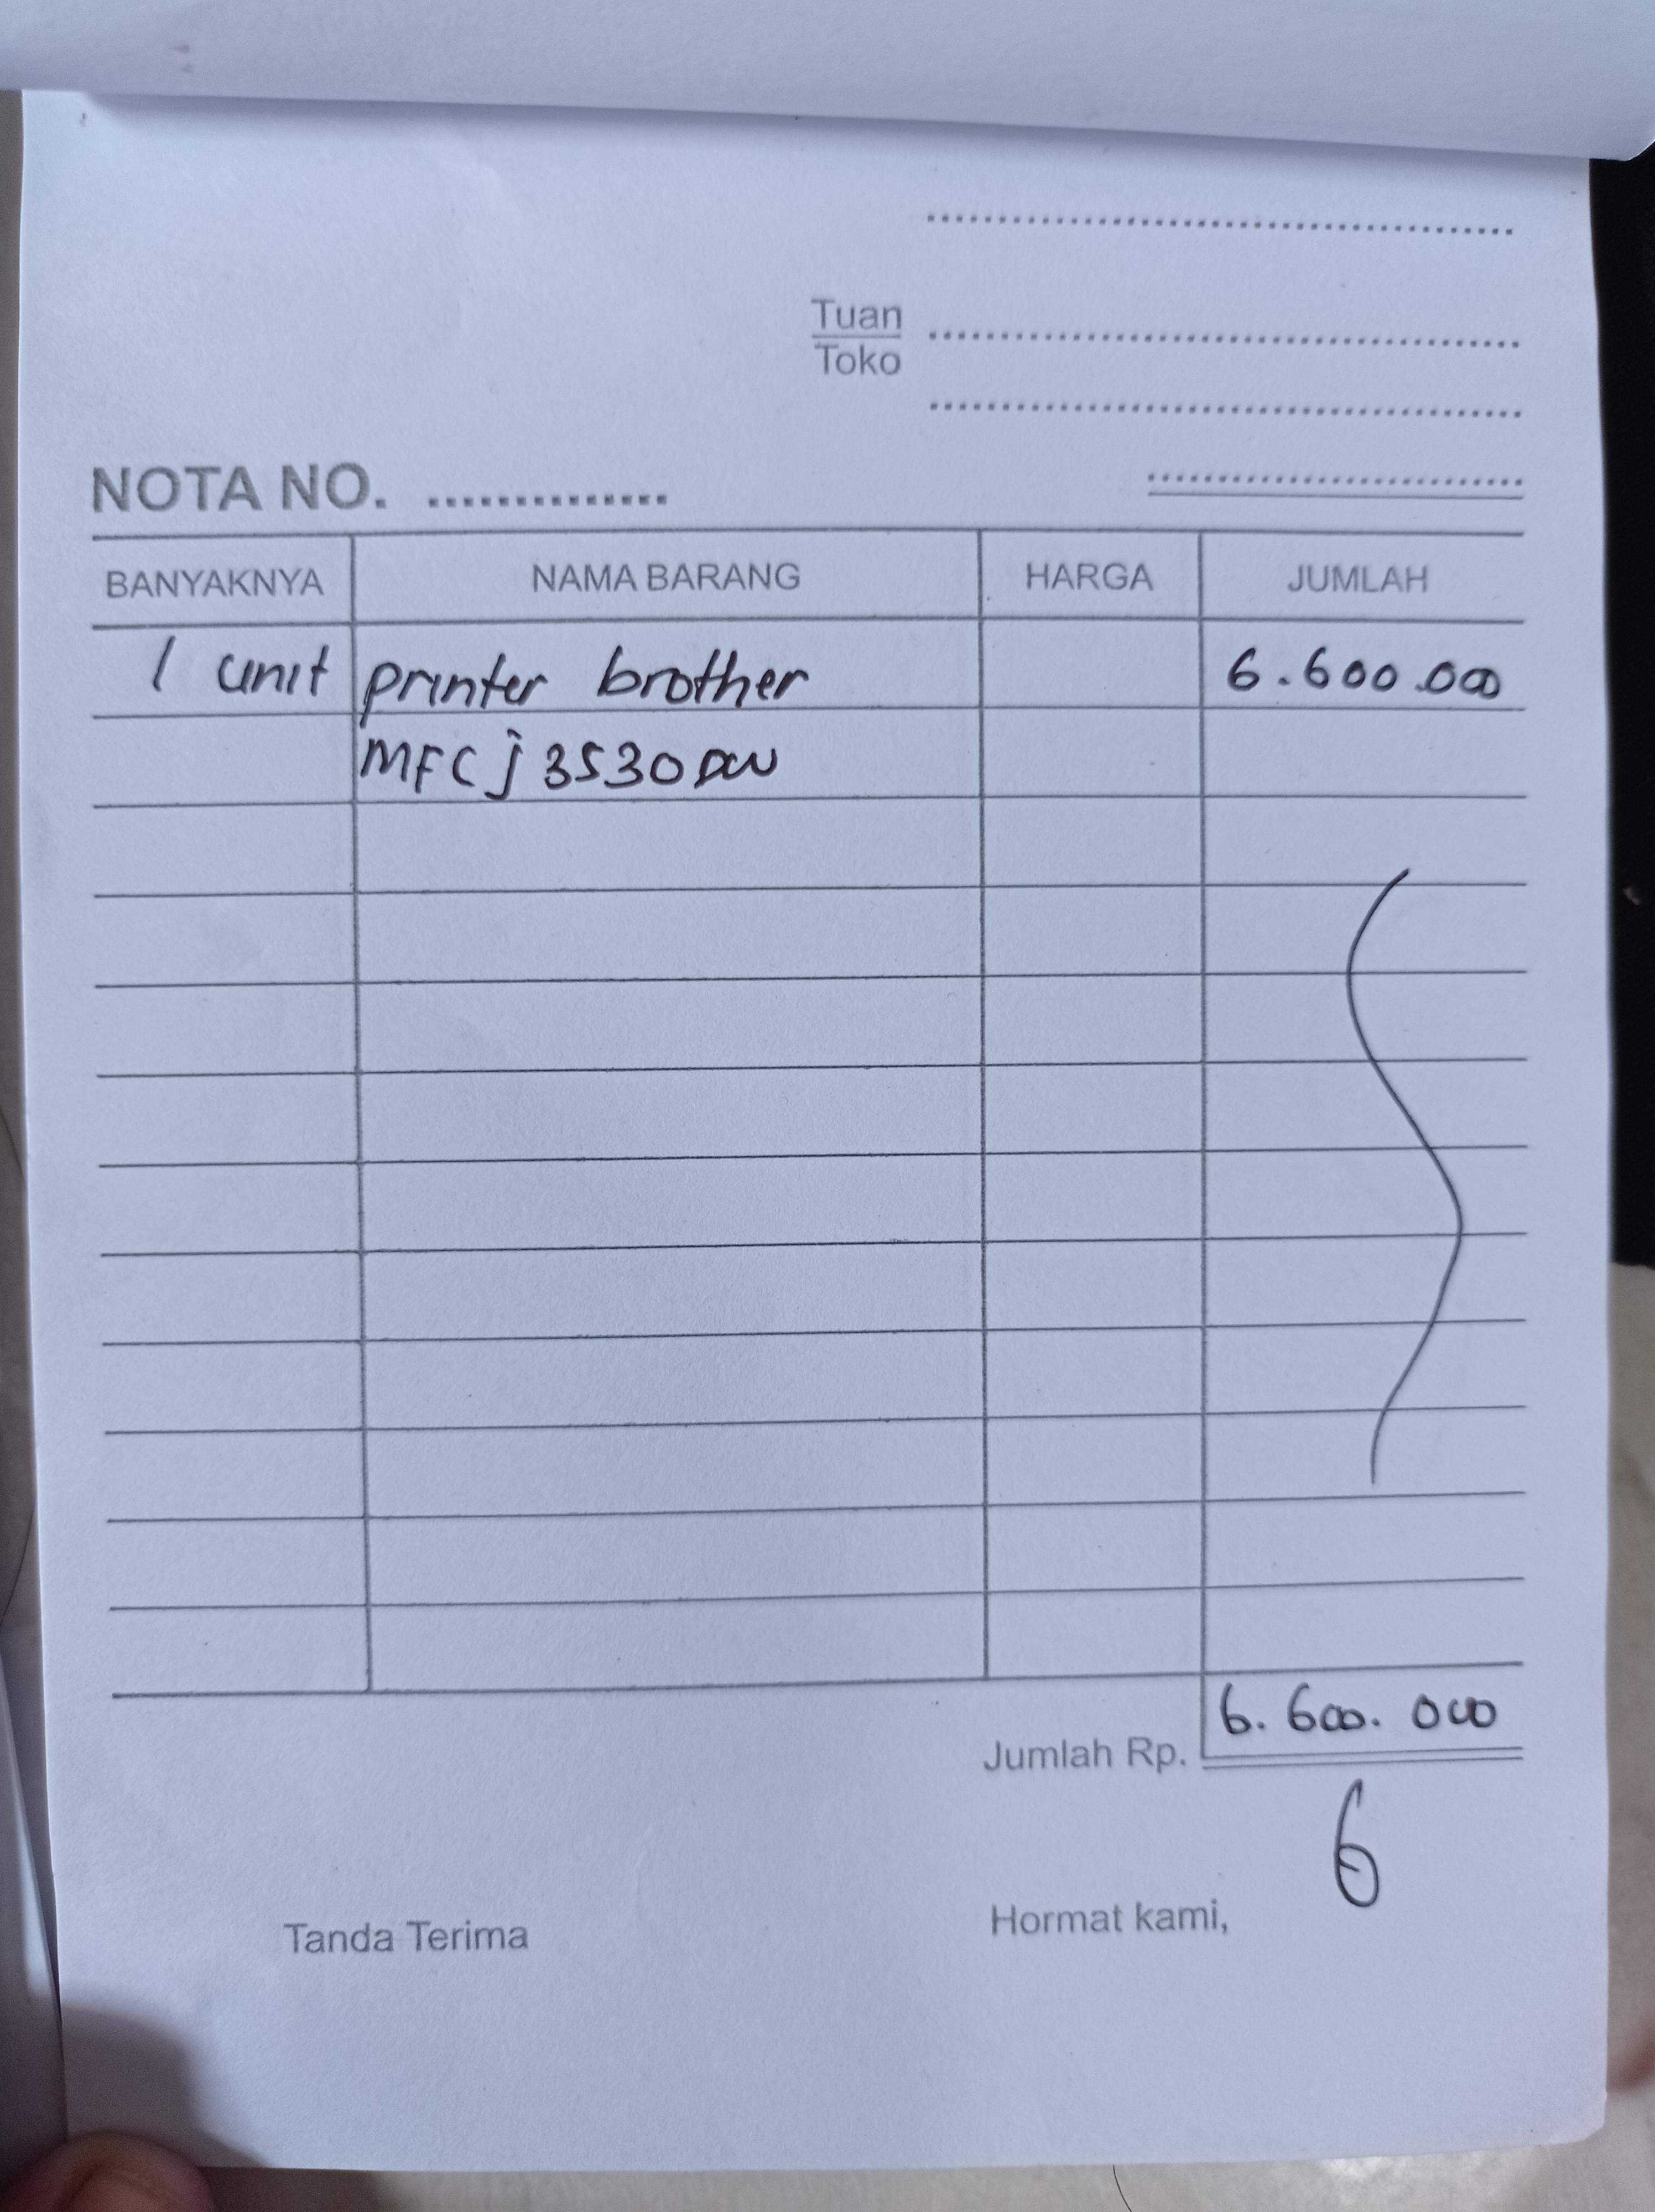 Tuan
Toko
NOTA NO. ..............
BANYAKNYA NAMA BARANG HARGA JUMLAH
1 unit printer brother 6.600.000
MFC j 3530 DW
Jumlah Rp. 6.600.000
6
Tanda Terima Hormat kami,